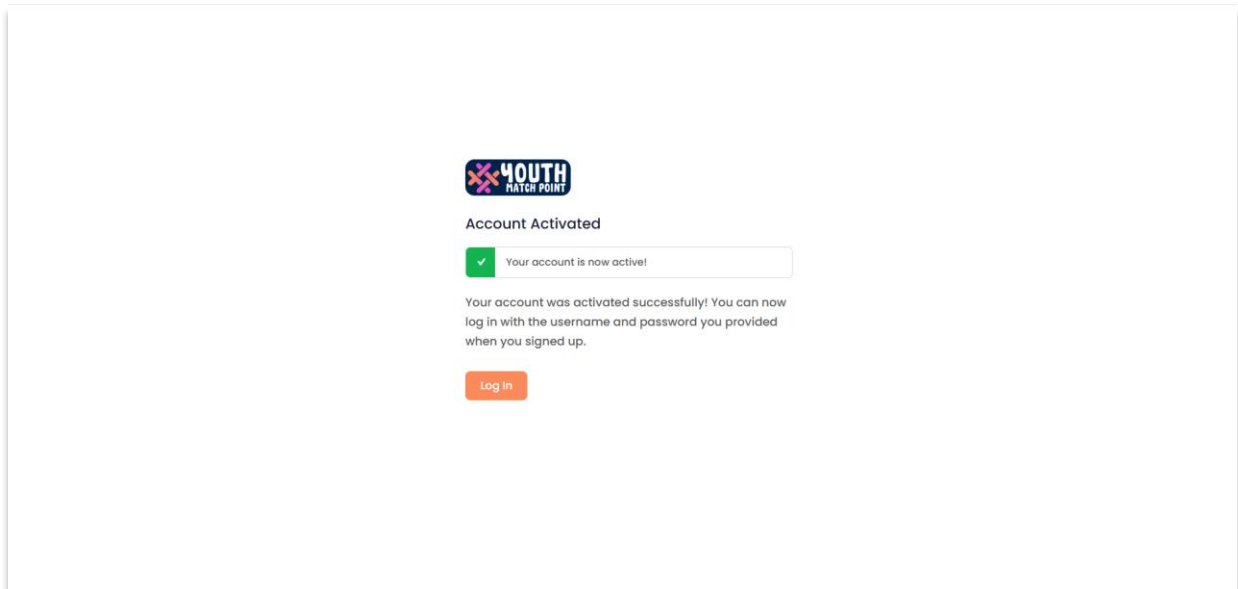 YOUTH
MATCH POINT
Account Activated
Your account is now active!
Your account was activated successfully! You can now
log in with the username and password you provided
when you signed up.
Log In